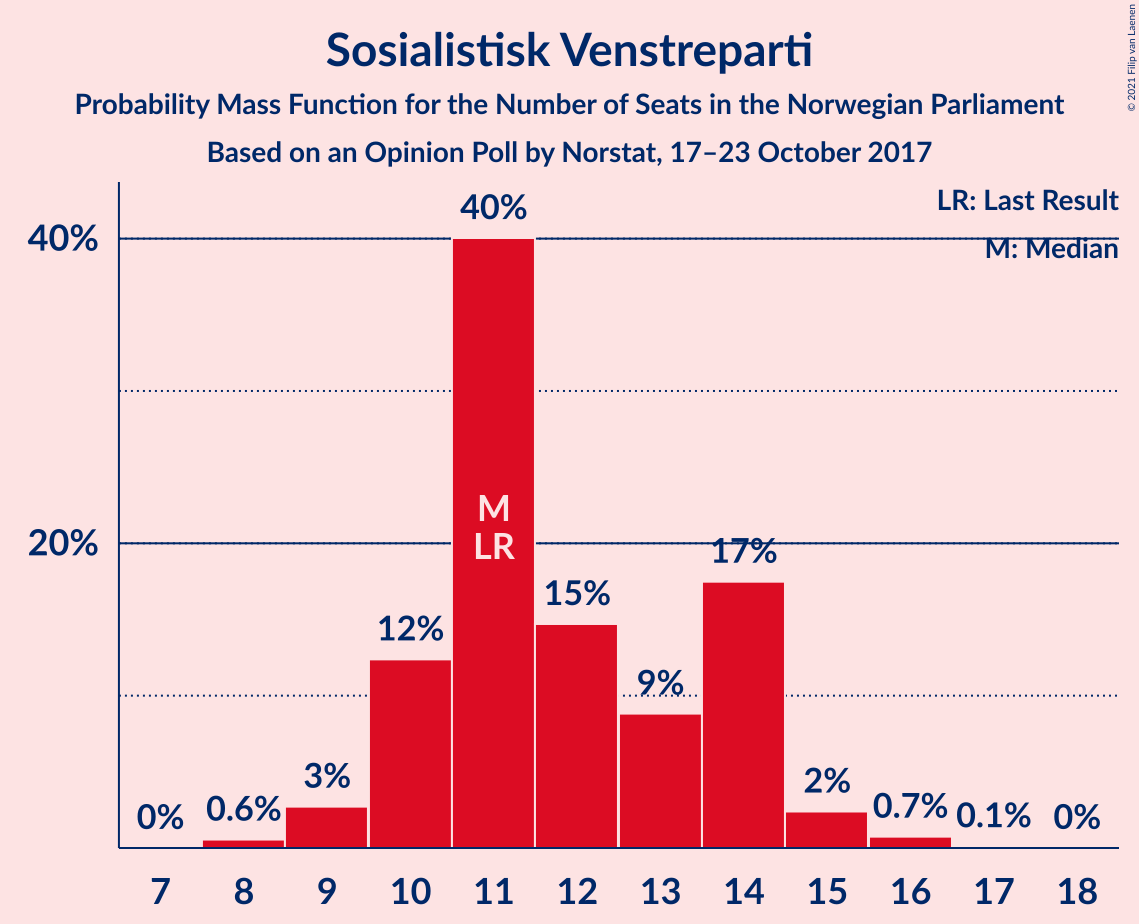 Sosialistisk Venstreparti
Probability Mass Function for the Number of Seats in the Norwegian Parliament
Based on an Opinion Poll by Norstat, 17–23 October 2017
© 2021 Filip van Laenen
LR: Last Result
M: Median
40%
20%
0%
0.6%
3%
12%
40%
M
LR
15%
9%
17%
2%
0.7%
0.1%
0%
7 8 9 10 11 12 13 14 15 16 17 18